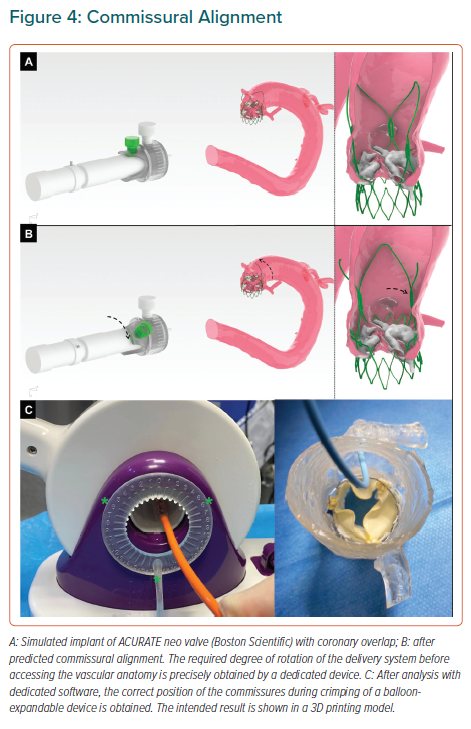 Figure 4: Commissural Alignment
A
B
C
A: Simulated implant of ACURATE neo valve (Boston Scientific) with coronary overlap; B: after
predicted commissural alignment. The required degree of rotation of the delivery system before
accessing the vascular anatomy is precisely obtained by a dedicated device. C: After analysis with
dedicated software, the correct position of the commissures during crimping of a balloon-
expandable device is obtained. The intended result is shown in a 3D printing model.